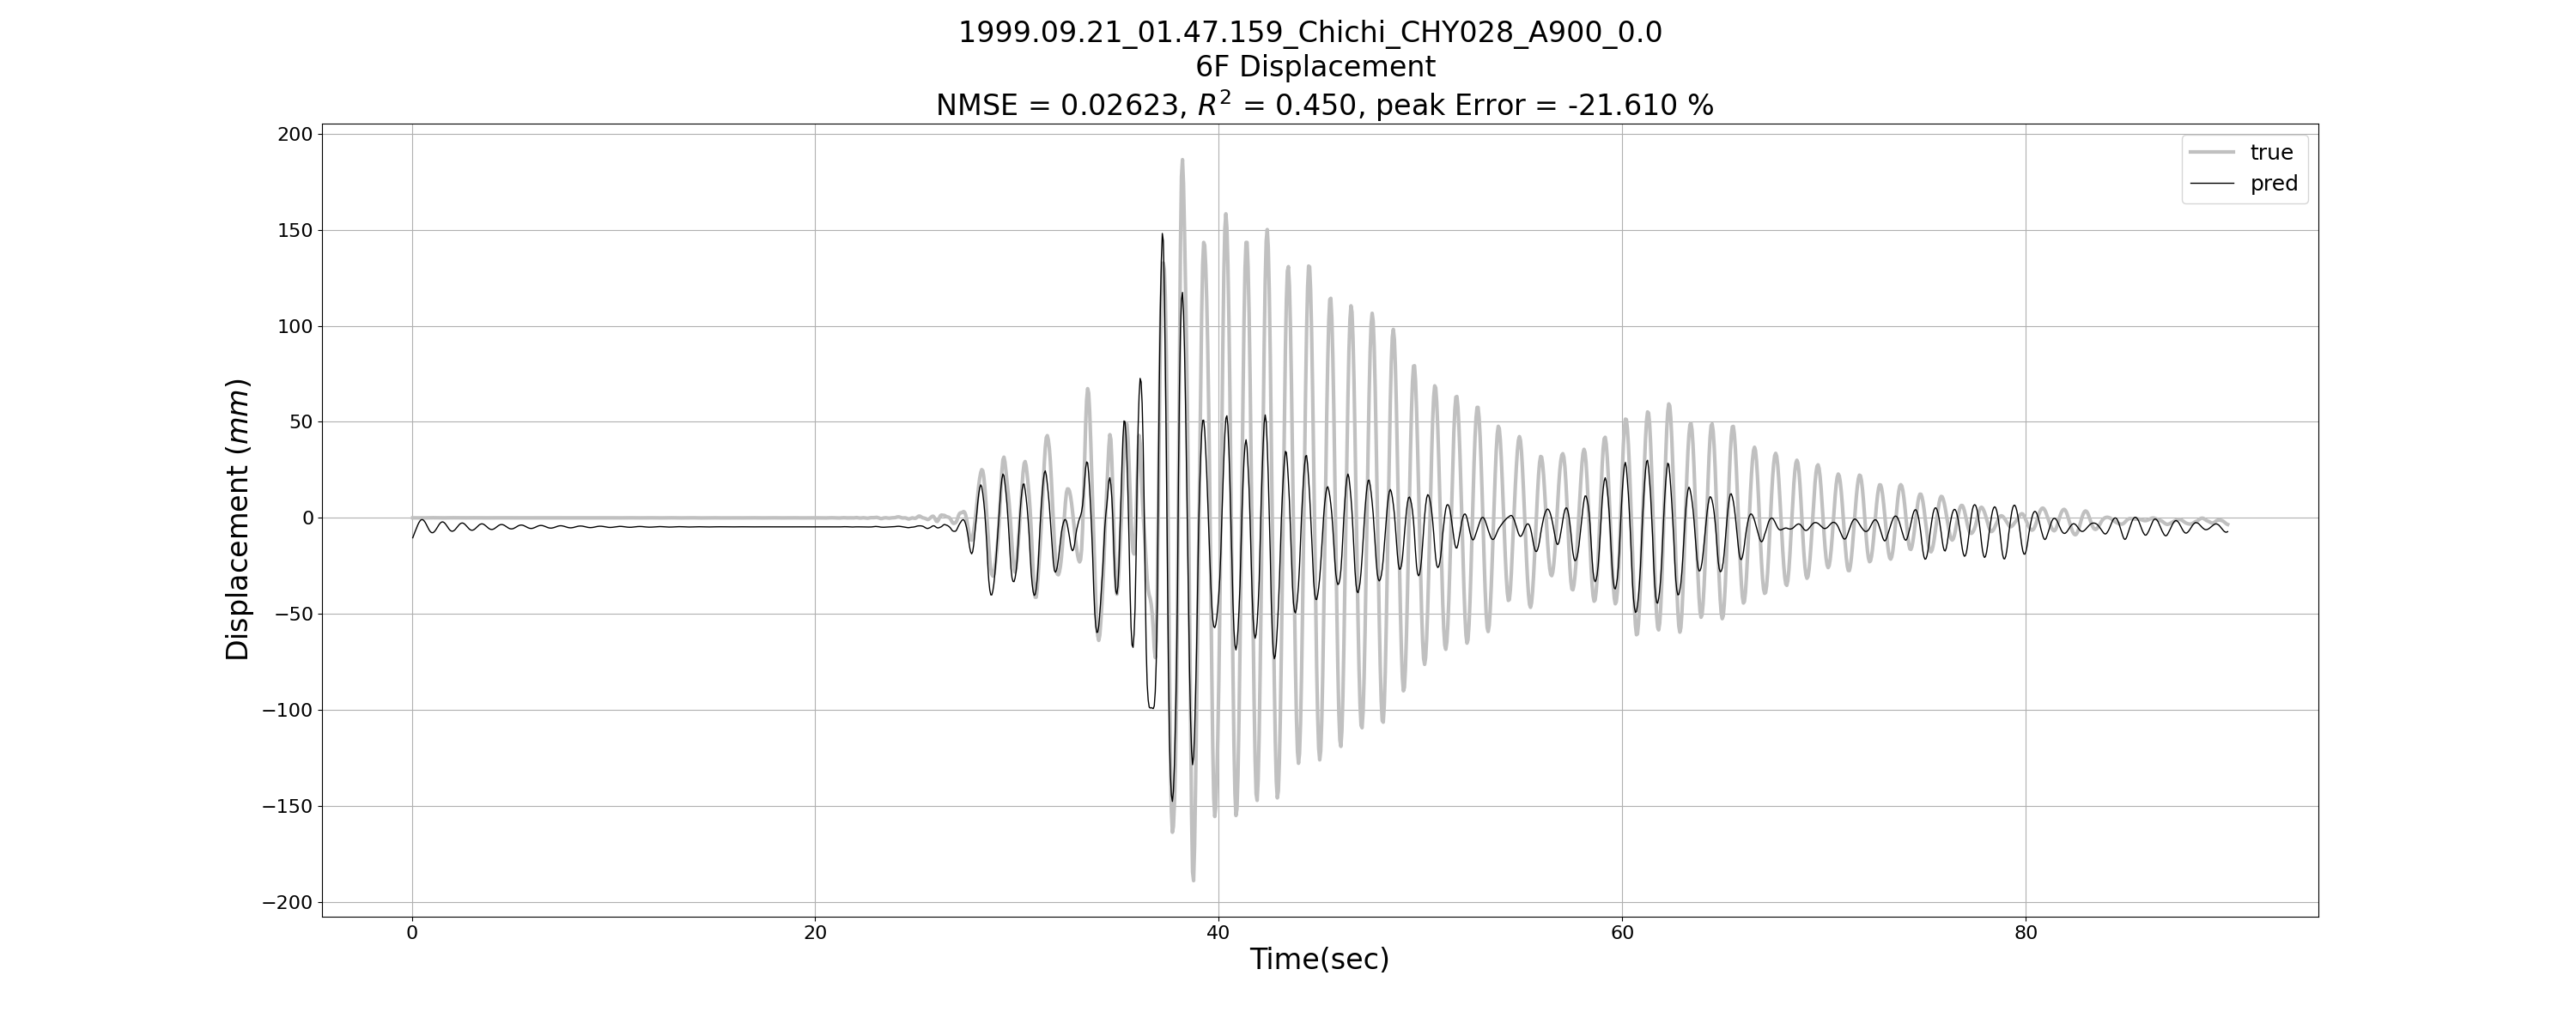 1999.09.21_01.47.159_Chichi_CHY028_A900_0.0
6F Displacement
NMSE = 0.02623, R² = 0.450, peak Error = -21.610 %
true
pred
200
150
100
50
0
−50
−100
−150
−200
Displacement (mm)
0 20 40 60 80
Time(sec)